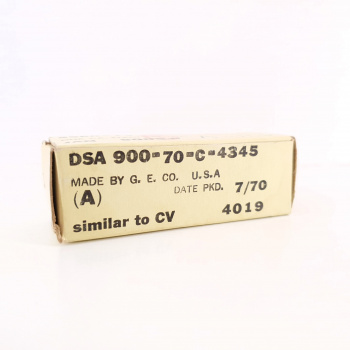 DSA 900-70-C-4345
MADE BY G. E. CO. U.S.A
(A) DATE PKD. 7/70
similar to CV 4019